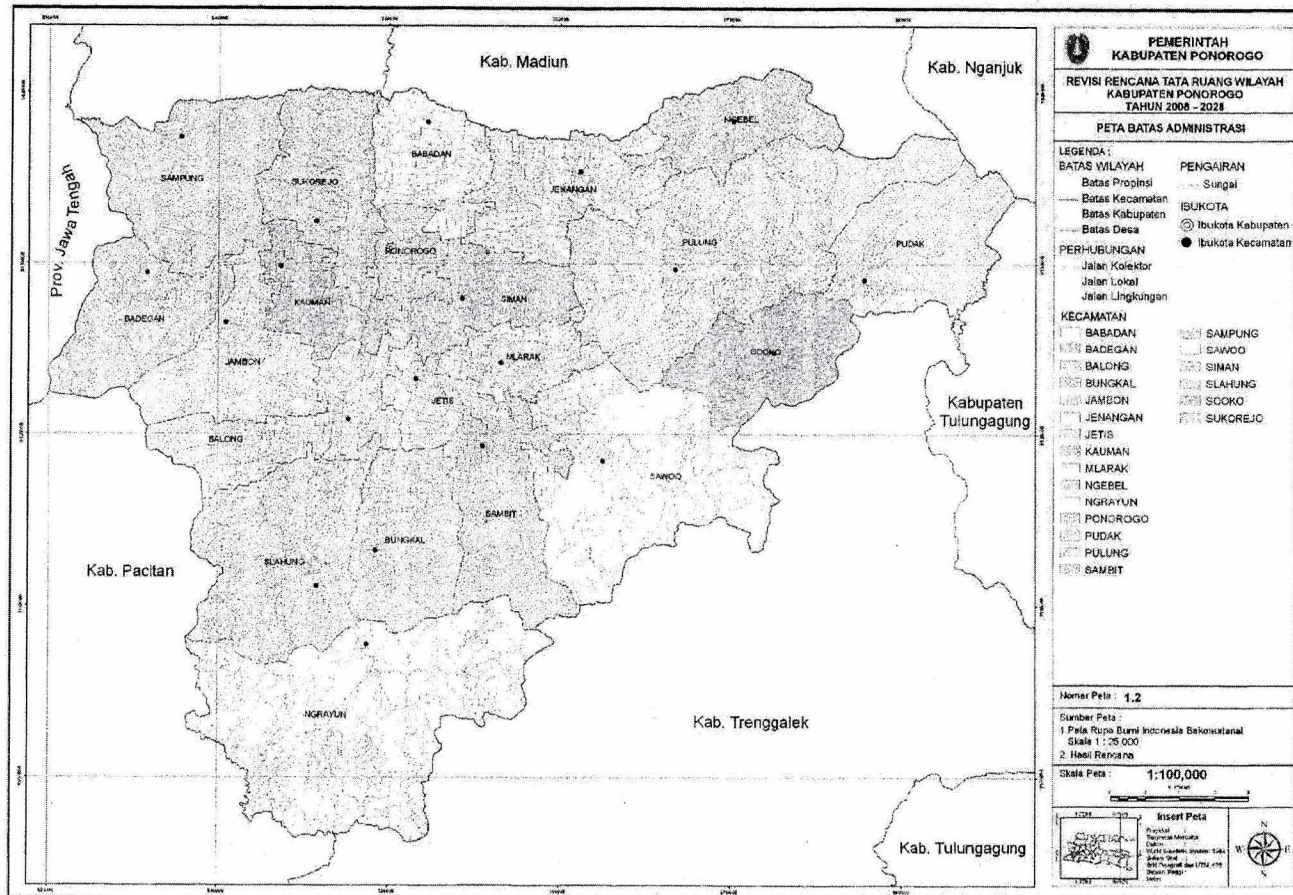 Kab. Madiun
Kab. Nganjuk
Prov. Jawa Tengah
NGEBEL
BABADAN
SAMPUNG
SUKOREJO
JENANGAN
PULUNG
PUDAK
PONOROGO
KAUMAN
SIMAN
BADEGAN
JAMBON
MLARAK
SOOKO
JETIS
Kabupaten
Tulungagung
BALONG
SAWOO
SAMBIT
BUNGKAL
SLAHUNG
Kab. Pacitan
NGRAYUN
Kab. Trenggalek
Kab. Tulungagung
PEMERINTAH
KABUPATEN PONOROGO
REVISI RENCANA TATA RUANG WILAYAH
KABUPATEN PONOROGO
TAHUN 2008 - 2028
PETA BATAS ADMINISTRASI
LEGENDA :
BATAS WILAYAH
Batas Propinsi
Batas Kecamatan
Batas Kabupaten
Batas Desa
PERHUBUNGAN
Jalan Kolektor
Jalan Lokal
Jalan Lingkungan
PENGAIRAN
Sungai
IBUKOTA
Ibukota Kabupaten
Ibukota Kecamatan
KECAMATAN
BABADAN
BADEGAN
BALONG
BUNGKAL
JAMBON
JENANGAN
JETIS
KAUMAN
MLARAK
NGEBEL
NGRAYUN
PONOROGO
PUDAK
PULUNG
SAMBIT
SAMPUNG
SAWOO
SIMAN
SLAHUNG
SOOKO
SUKOREJO
Nomer Peta : 1.2
Sumber Peta :
1 Peta Rupa Bumi Indonesia Bakosurtanal
Skala 1 : 25.000
2. Hasil Rencana
Skala Peta : 1:100,000
Insert Peta
N
W E
S